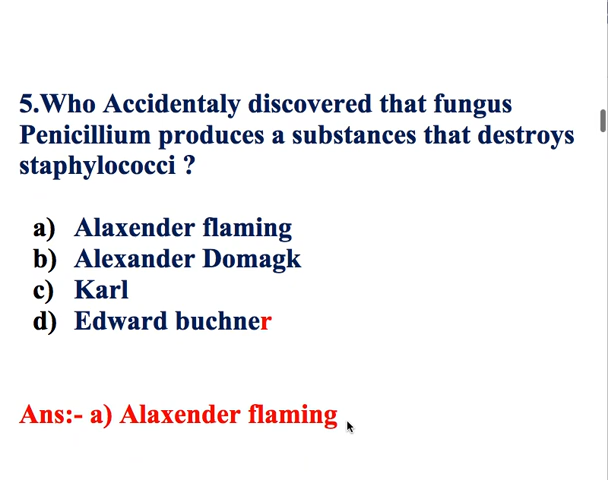 5.Who Accidentaly discovered that fungus
Penicillium produces a substances that destroys
staphylococci ?
a) Alaxender flaming
b) Alexander Domagk
c) Karl
d) Edward buchner
Ans:- a) Alaxender flaming